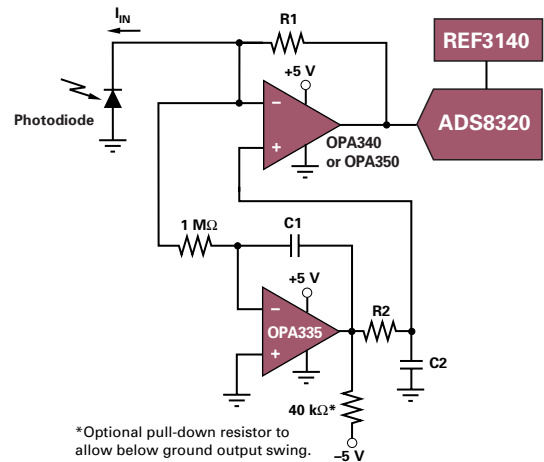 I_IN
R1
REF3140
+5 V
ADS8320
Photodiode
−
+
OPA340
or OPA350
1 MΩ
C1
+5 V
−
R2
OPA335
+
C2
40 kΩ*
*Optional pull-down resistor to
allow below ground output swing.
–5 V